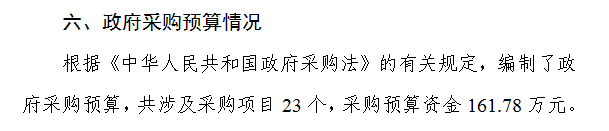 六、政府采购预算情况
根据《中华人民共和国政府采购法》的有关规定，编制了政
府采购预算，共涉及采购项目 23 个，采购预算资金 161.78 万元。